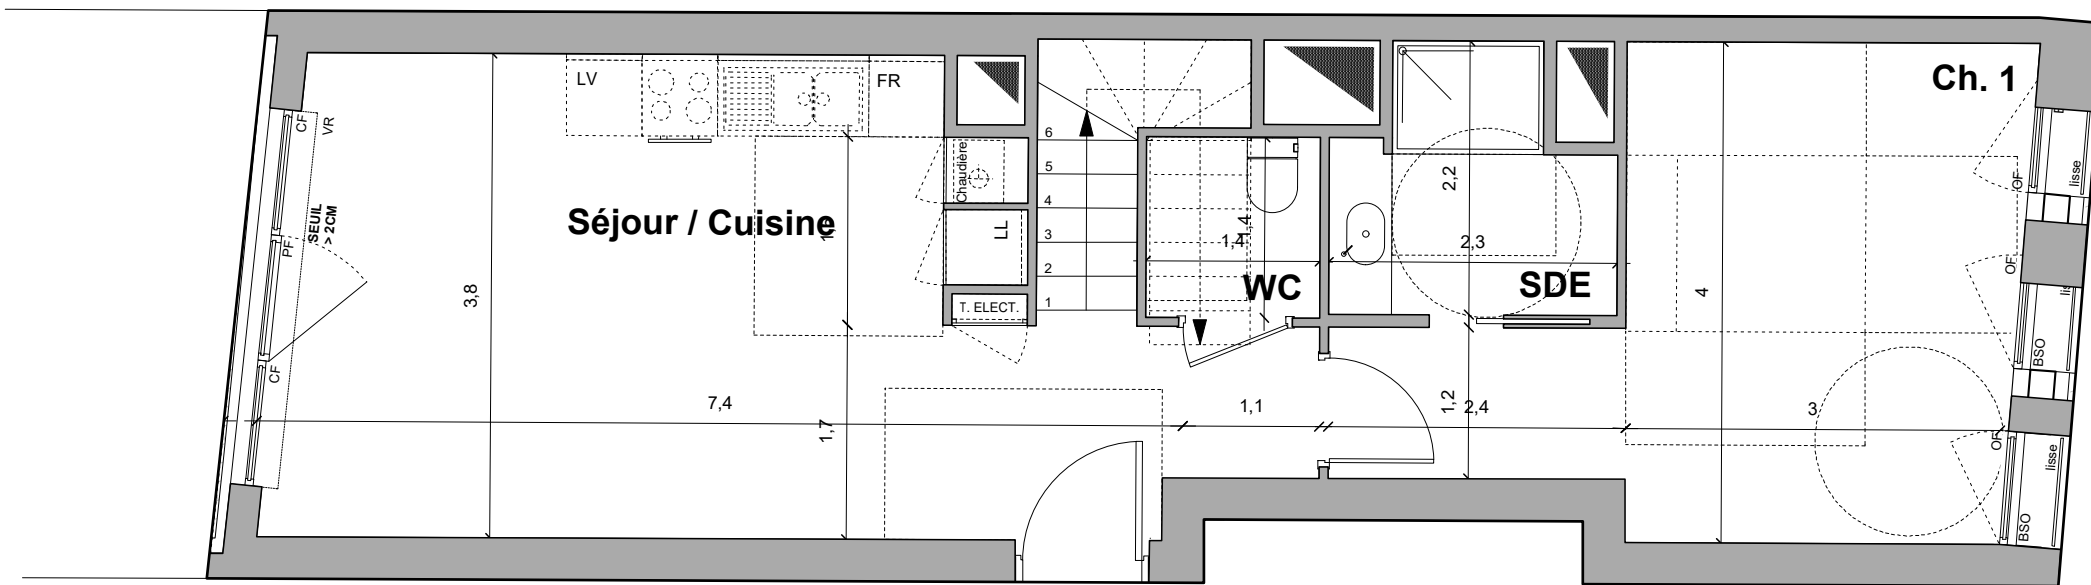 LV
FR
Ch. 1
CF
VR
SEUIL
> 2CM
PF
CF
Séjour / Cuisine
Chaudière
LL
T. ELECT.
6
5
4
3
2
1
3,8
7,4
1,7
1,4
1,4
WC
1,1
2,2
2,3
SDE
1,2
2,4
4
3
OF
lisse
OF
BSO
OF
lisse
BSO